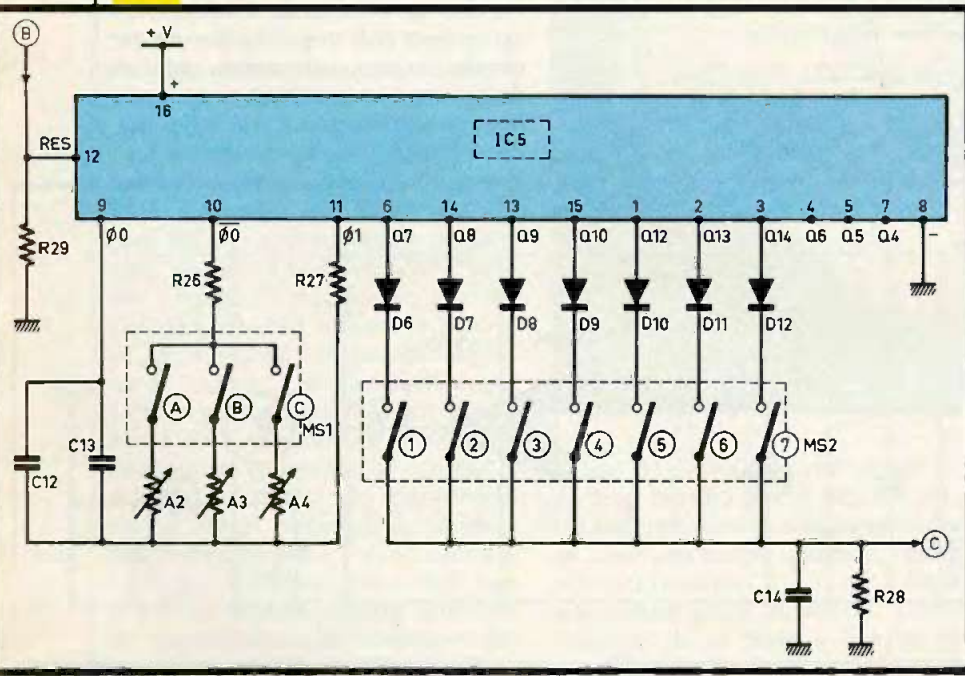 B
+ V
+
16
IC5
RES
12
9
10
11
6
14
13
15
1
2
3
4
5
7
8
ø0
ø0
ø1
Q7
Q8
Q9
Q10
Q12
Q13
Q14
Q6
Q5
Q4
-
R29
R26
R27
D6
D7
D8
D9
D10
D11
D12
A
B
C
MS1
1
2
3
4
5
6
7
MS2
C13
C12
A2
A3
A4
C
C14
R28